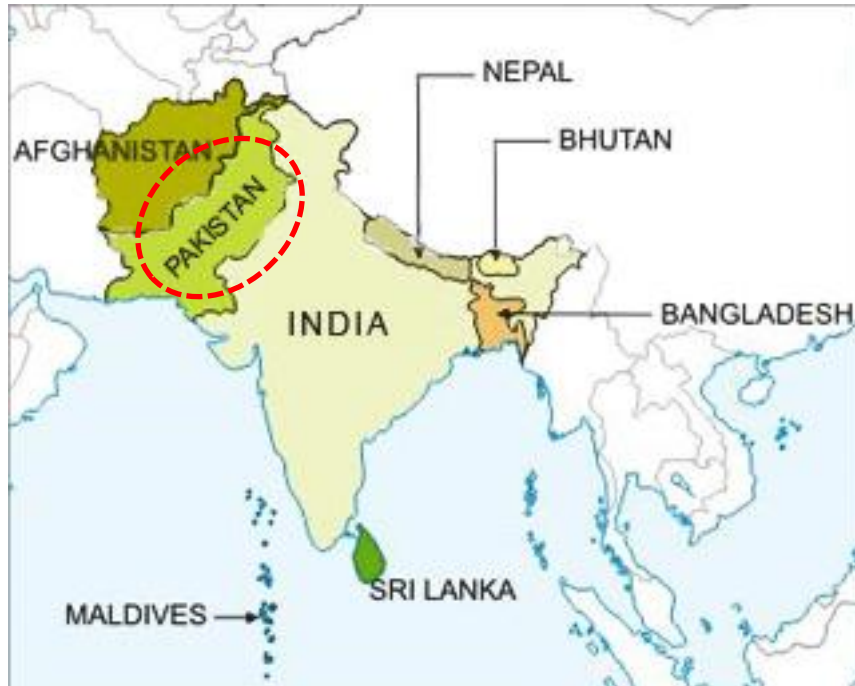 NEPAL
BHUTAN
AFGHANISTAN
PAKISTAN
INDIA
BANGLADESH
SRI LANKA
MALDIVES